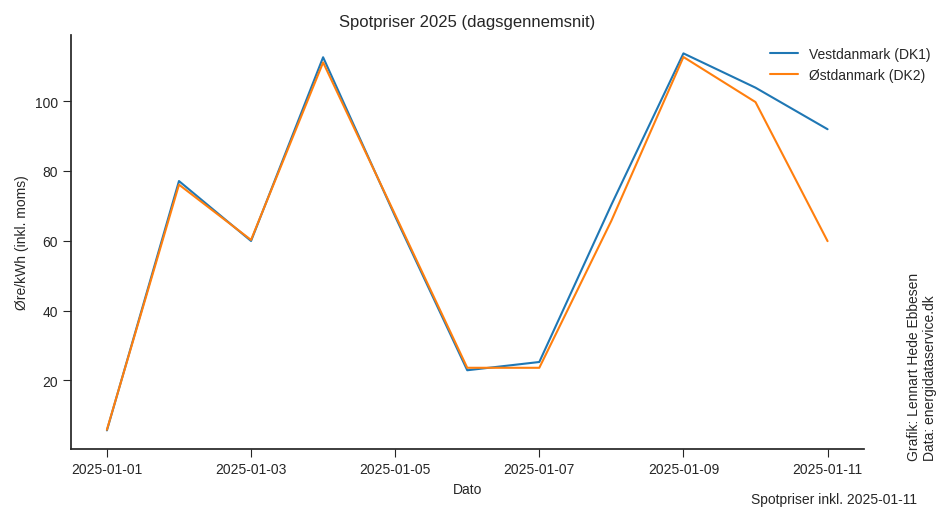 Spotpriser 2025 (dagsgennemsnit)
Vestdanmark (DK1)
Østdanmark (DK2)
Øre/kWh (inkl. moms)
100
80
60
40
20
2025-01-01
2025-01-03
2025-01-05
2025-01-07
2025-01-09
2025-01-11
Dato
Grafik: Lennart Hede Ebbesen
Data: energidataservice.dk
Spotpriser inkl. 2025-01-11